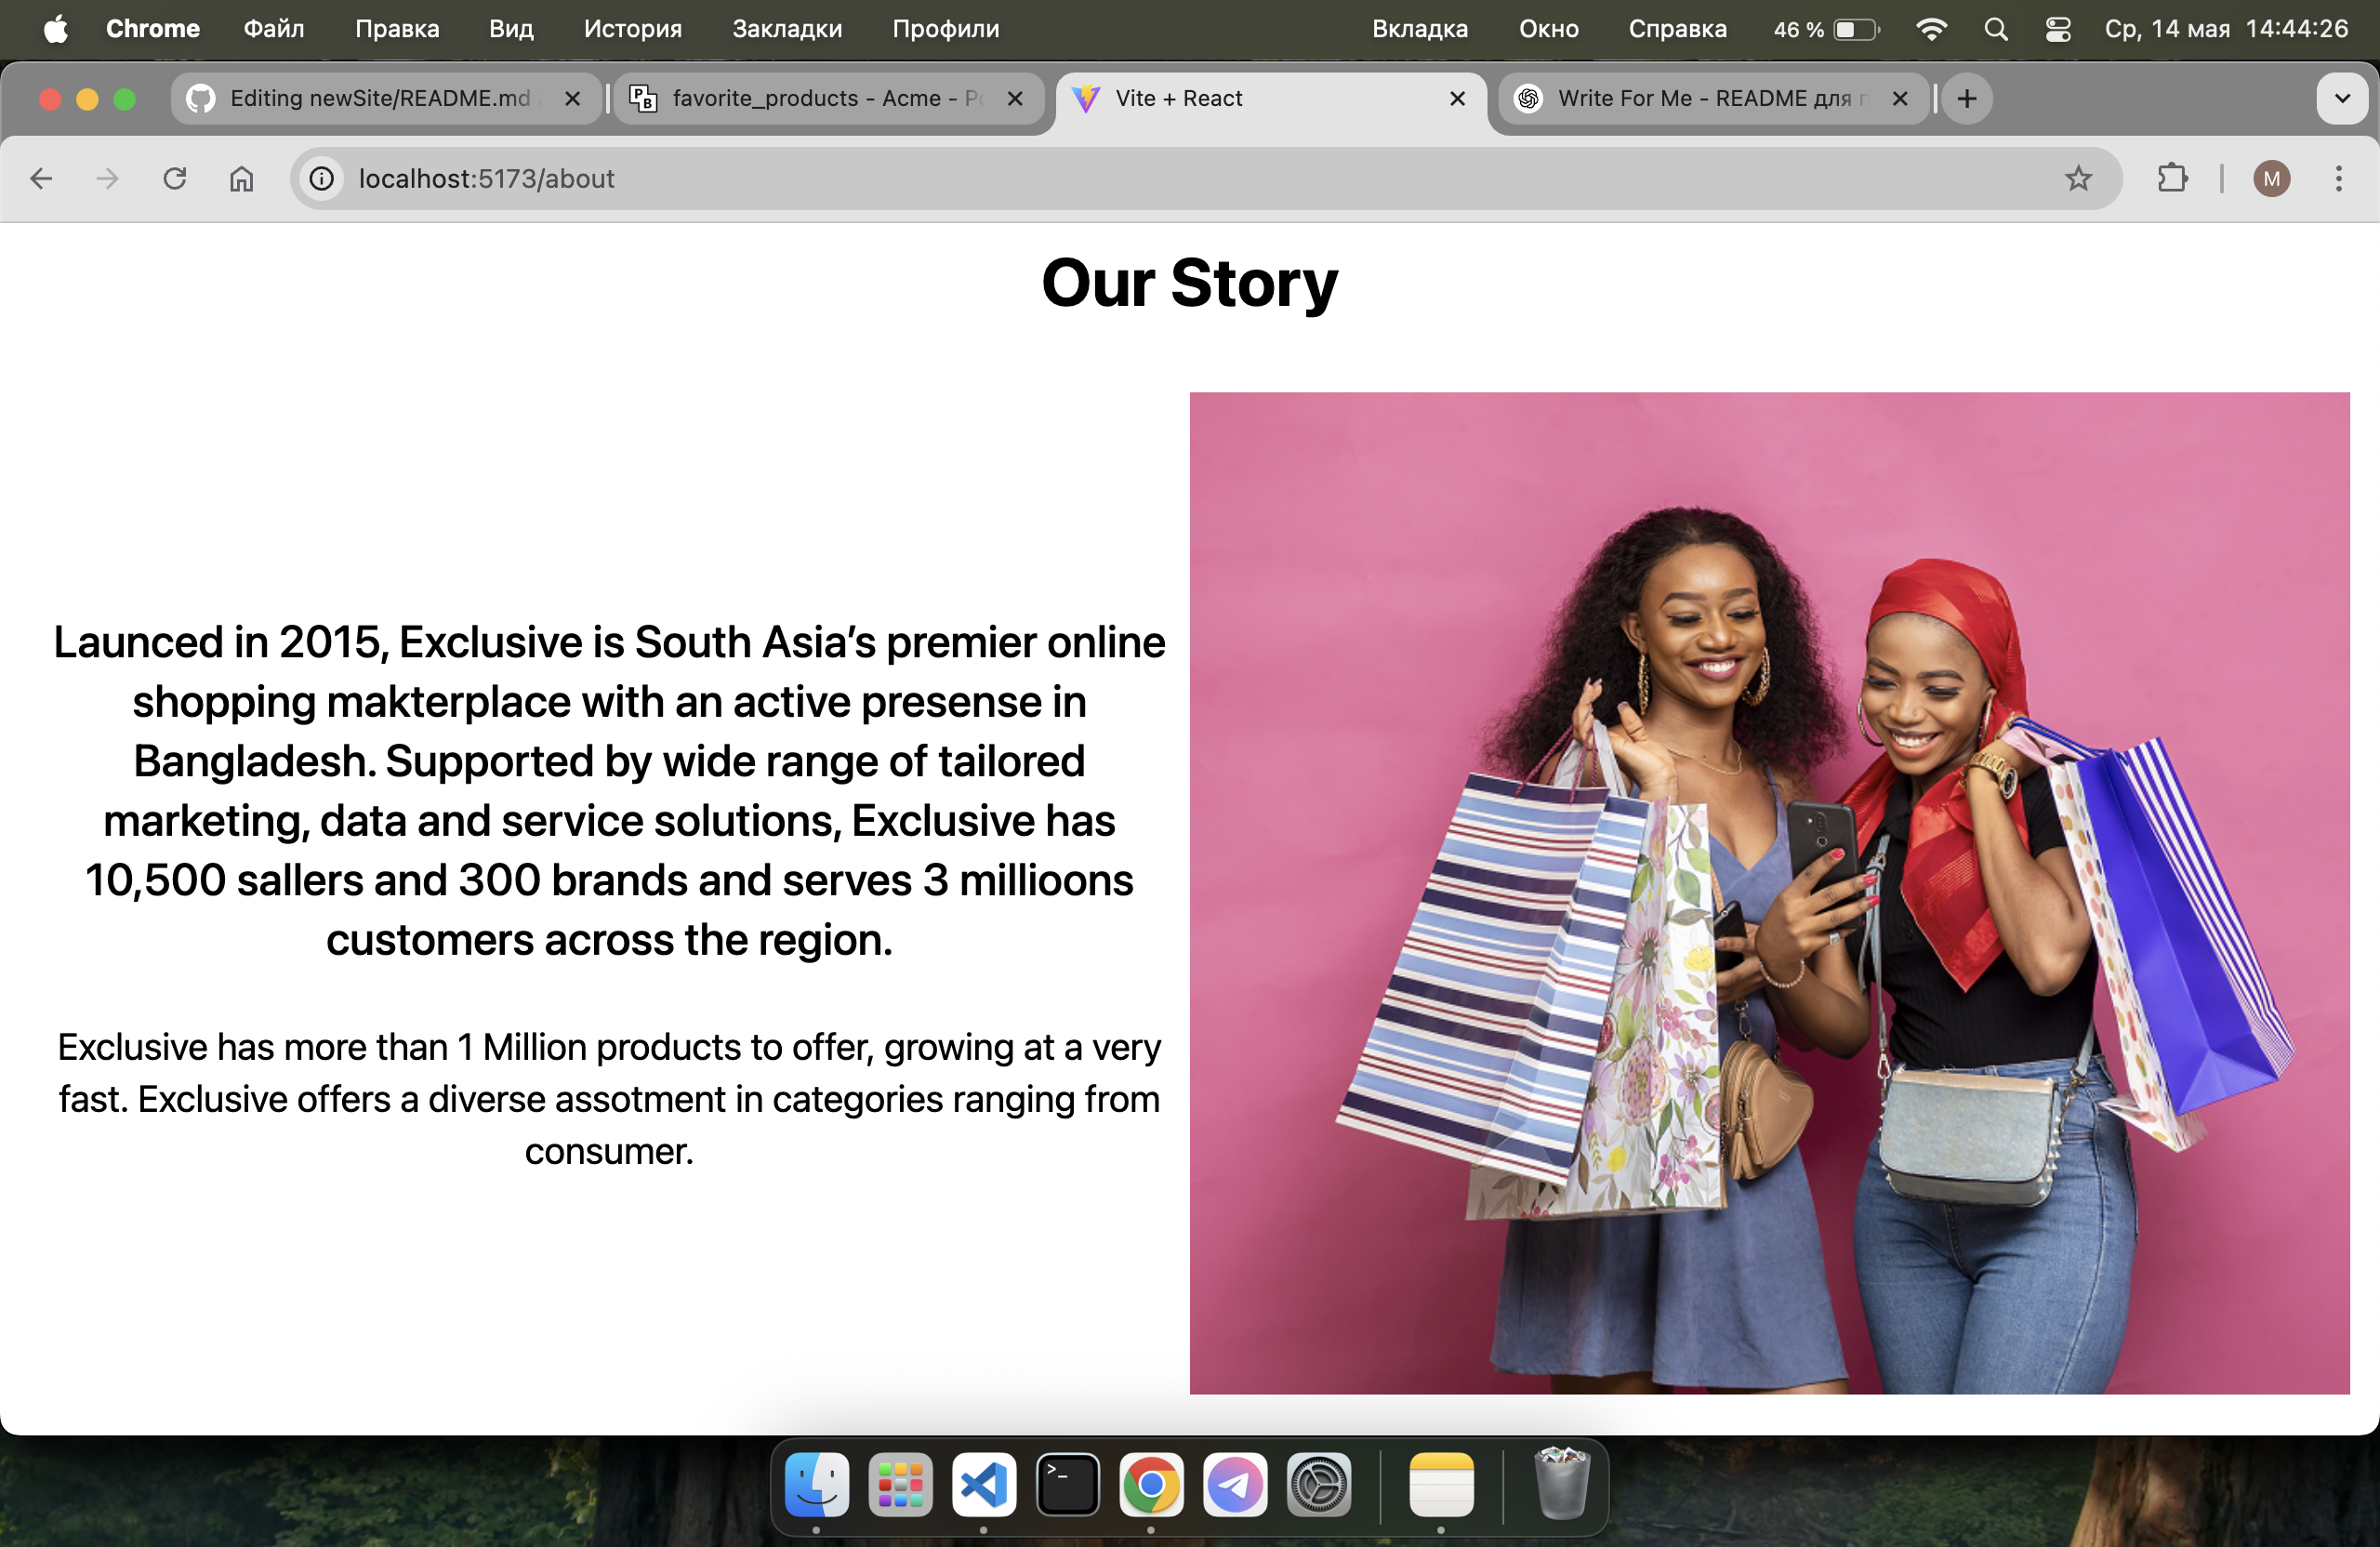 Chrome Файл Правка Вид История Закладки Профили Вкладка Окно Справка 46 % Ср, 14 мая 14:44:26
Editing newSite/README.md favorite_products - Acme - Vite + React Write For Me - README для
localhost:5173/about M
Our Story
Launced in 2015, Exclusive is South Asia’s premier online
shopping makterplace with an active presense in
Bangladesh. Supported by wide range of tailored
marketing, data and service solutions, Exclusive has
10,500 sallers and 300 brands and serves 3 millioons
customers across the region.
Exclusive has more than 1 Million products to offer, growing at a very
fast. Exclusive offers a diverse assotment in categories ranging from
consumer.